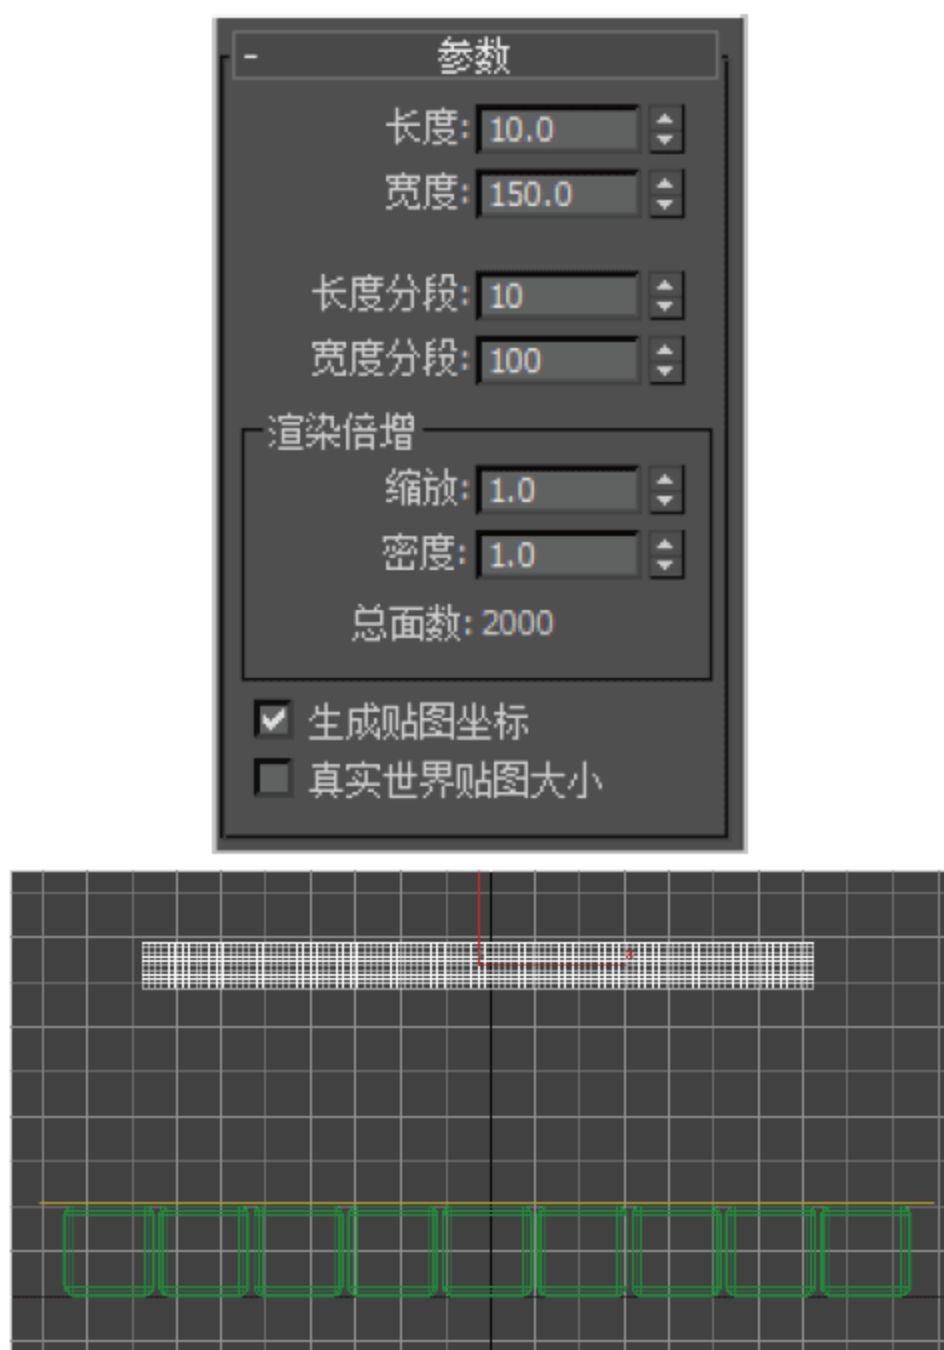 - 参数
长度: 10.0
宽度: 150.0
长度分段: 10
宽度分段: 100
渲染倍增
缩放: 1.0
密度: 1.0
总面数: 2000
生成贴图坐标
真实世界贴图大小